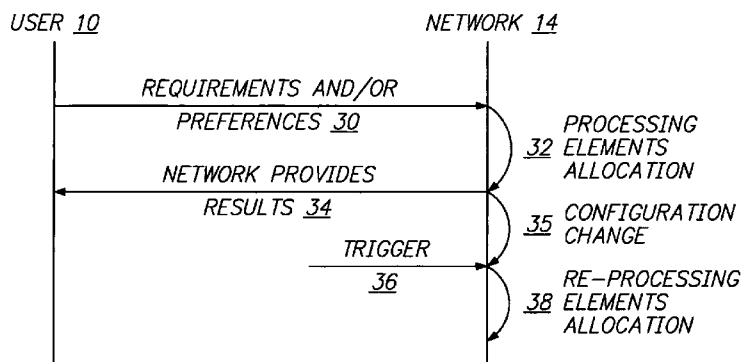 USER 10
NETWORK 14
REQUIREMENTS AND/OR
PREFERENCES 30
32 PROCESSING
ELEMENTS
ALLOCATION
NETWORK PROVIDES
RESULTS 34
35 CONFIGURATION
CHANGE
TRIGGER
36
38 RE-PROCESSING
ELEMENTS
ALLOCATION